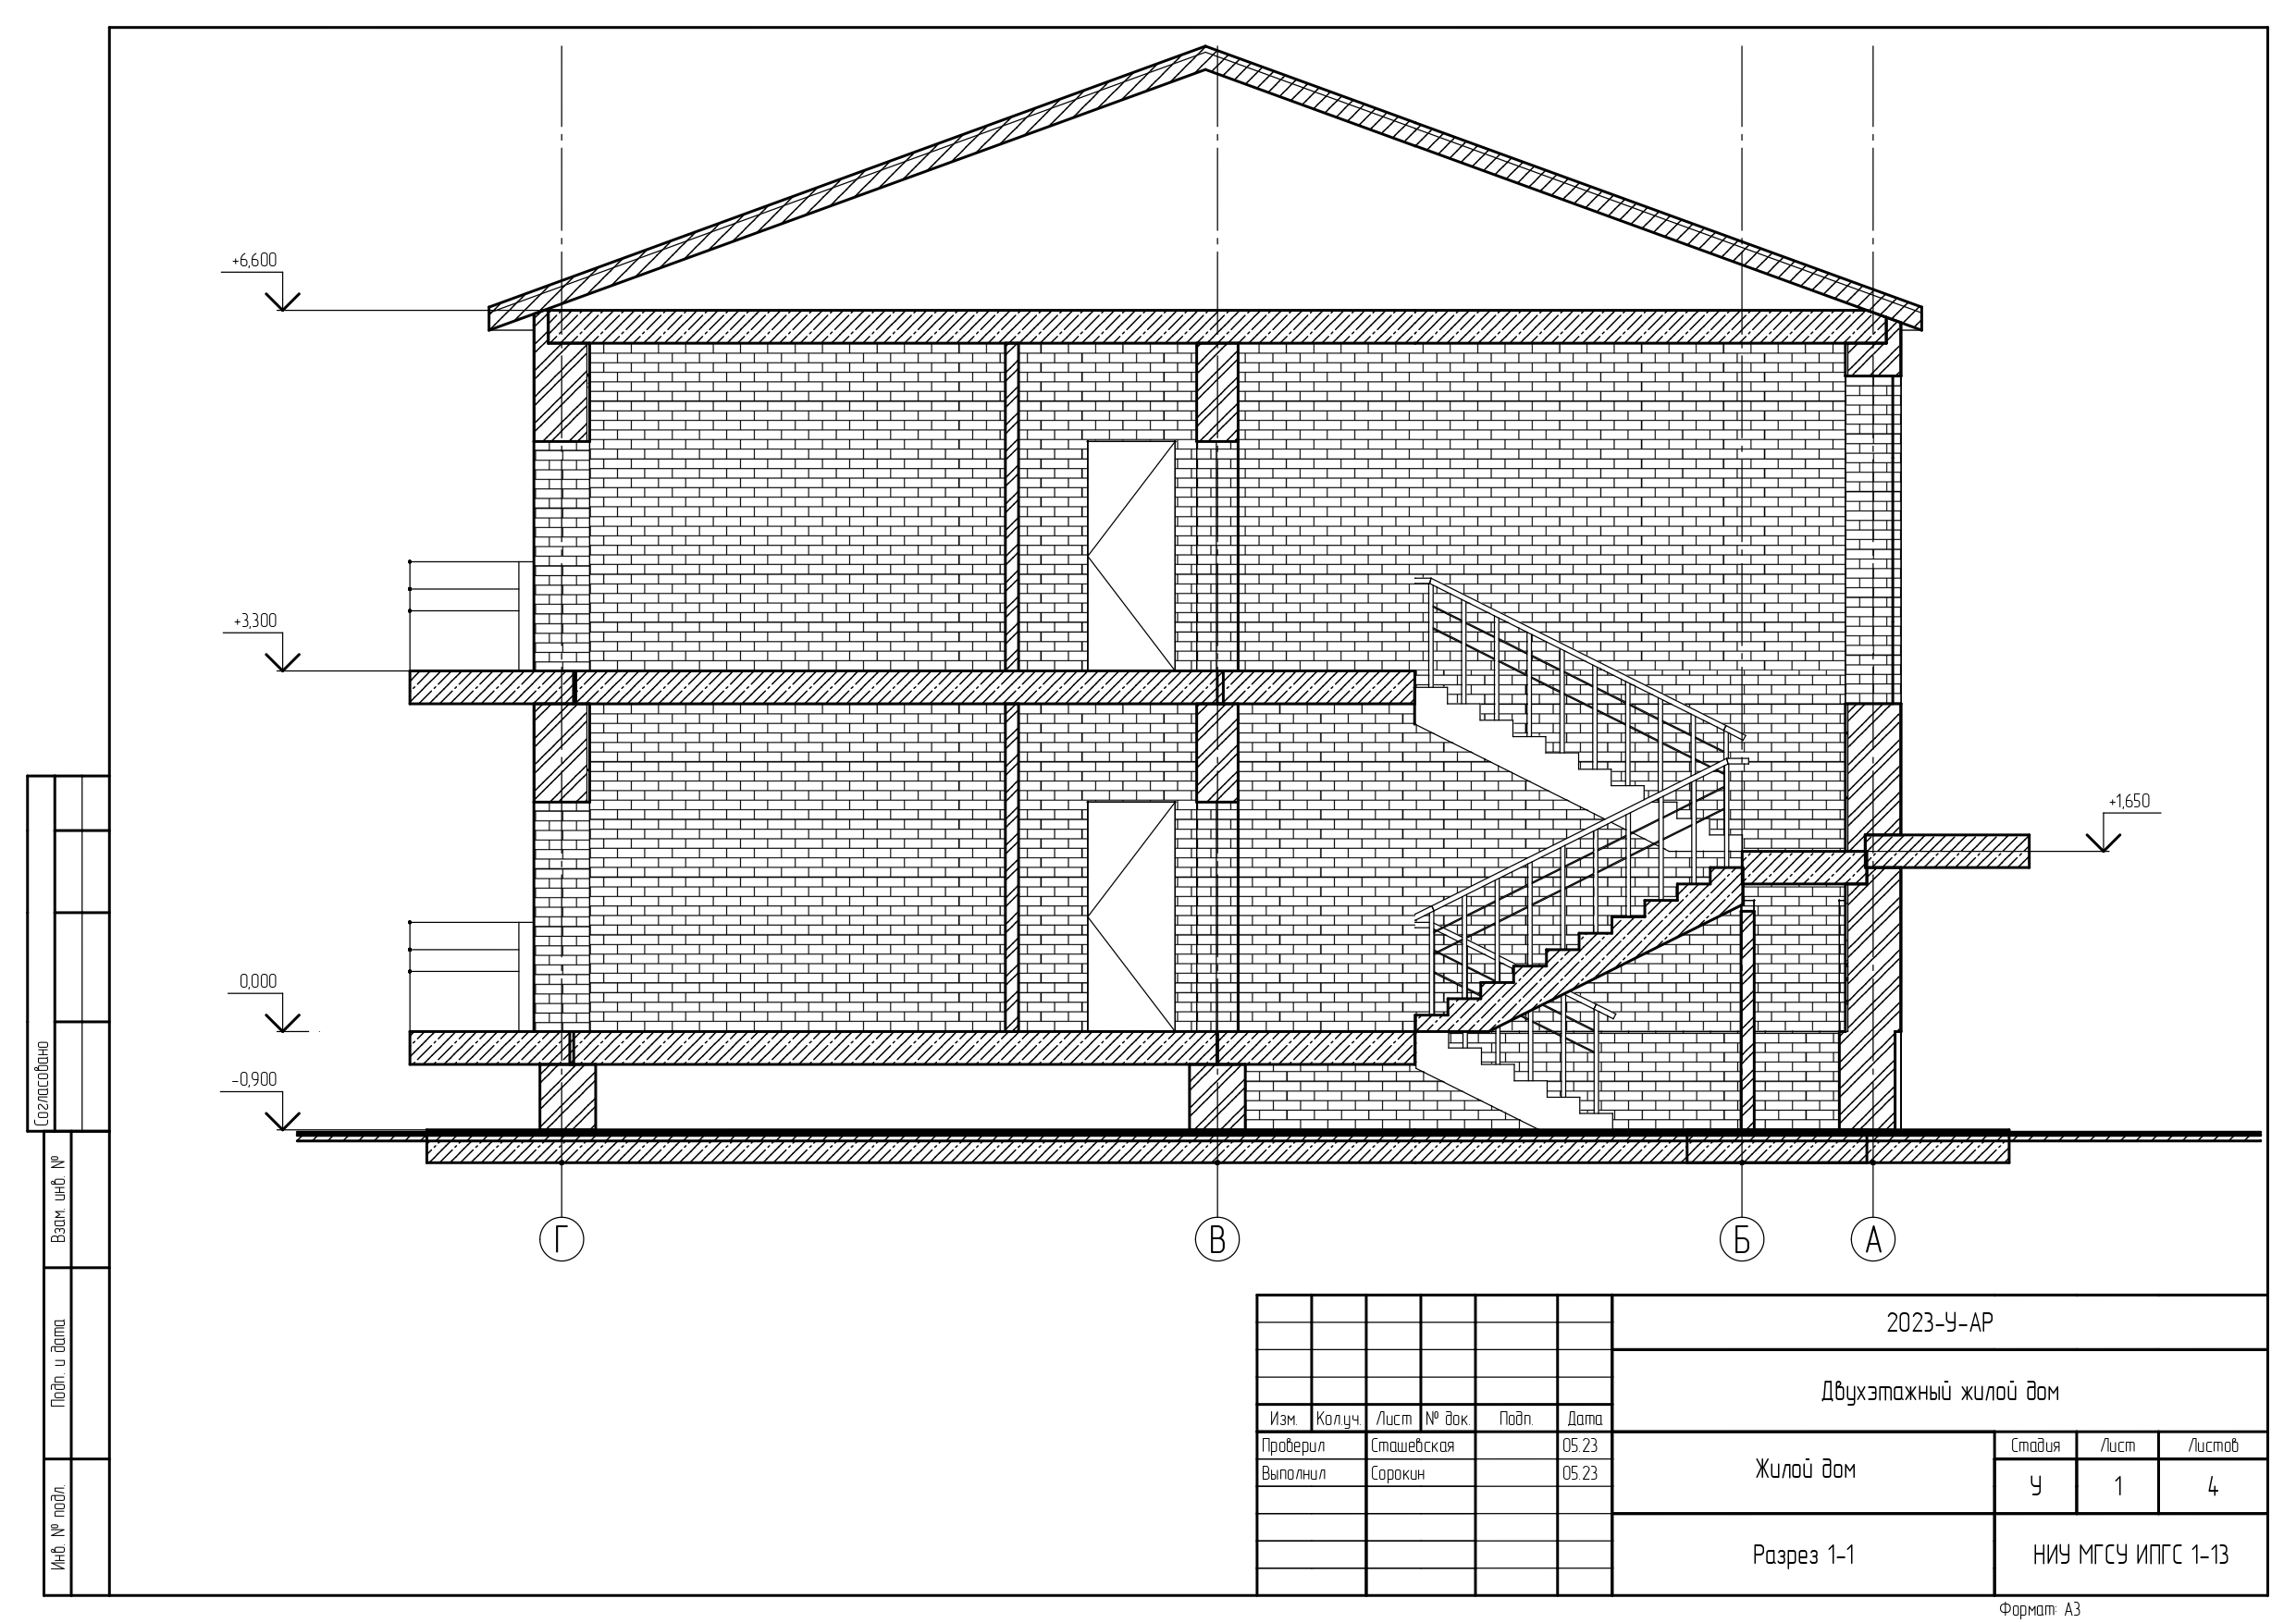 +6,600
+3,300
+1,650
0,000
-0,900
Г
В
Б
А
Согласовано
Взам. инв. №
Подп. и дата
Инв. № подл.
2023-У-АР
Двухэтажный жилой дом
Изм. Кол.уч. Лист № док. Подп. Дата
Проверил Сташевская 05.23
Выполнил Сорокин 05.23
Жилой дом
Стадия Лист Листов
У 1 4
Разрез 1-1
НИУ МГСУ ИПГС 1-13
Формат: А3